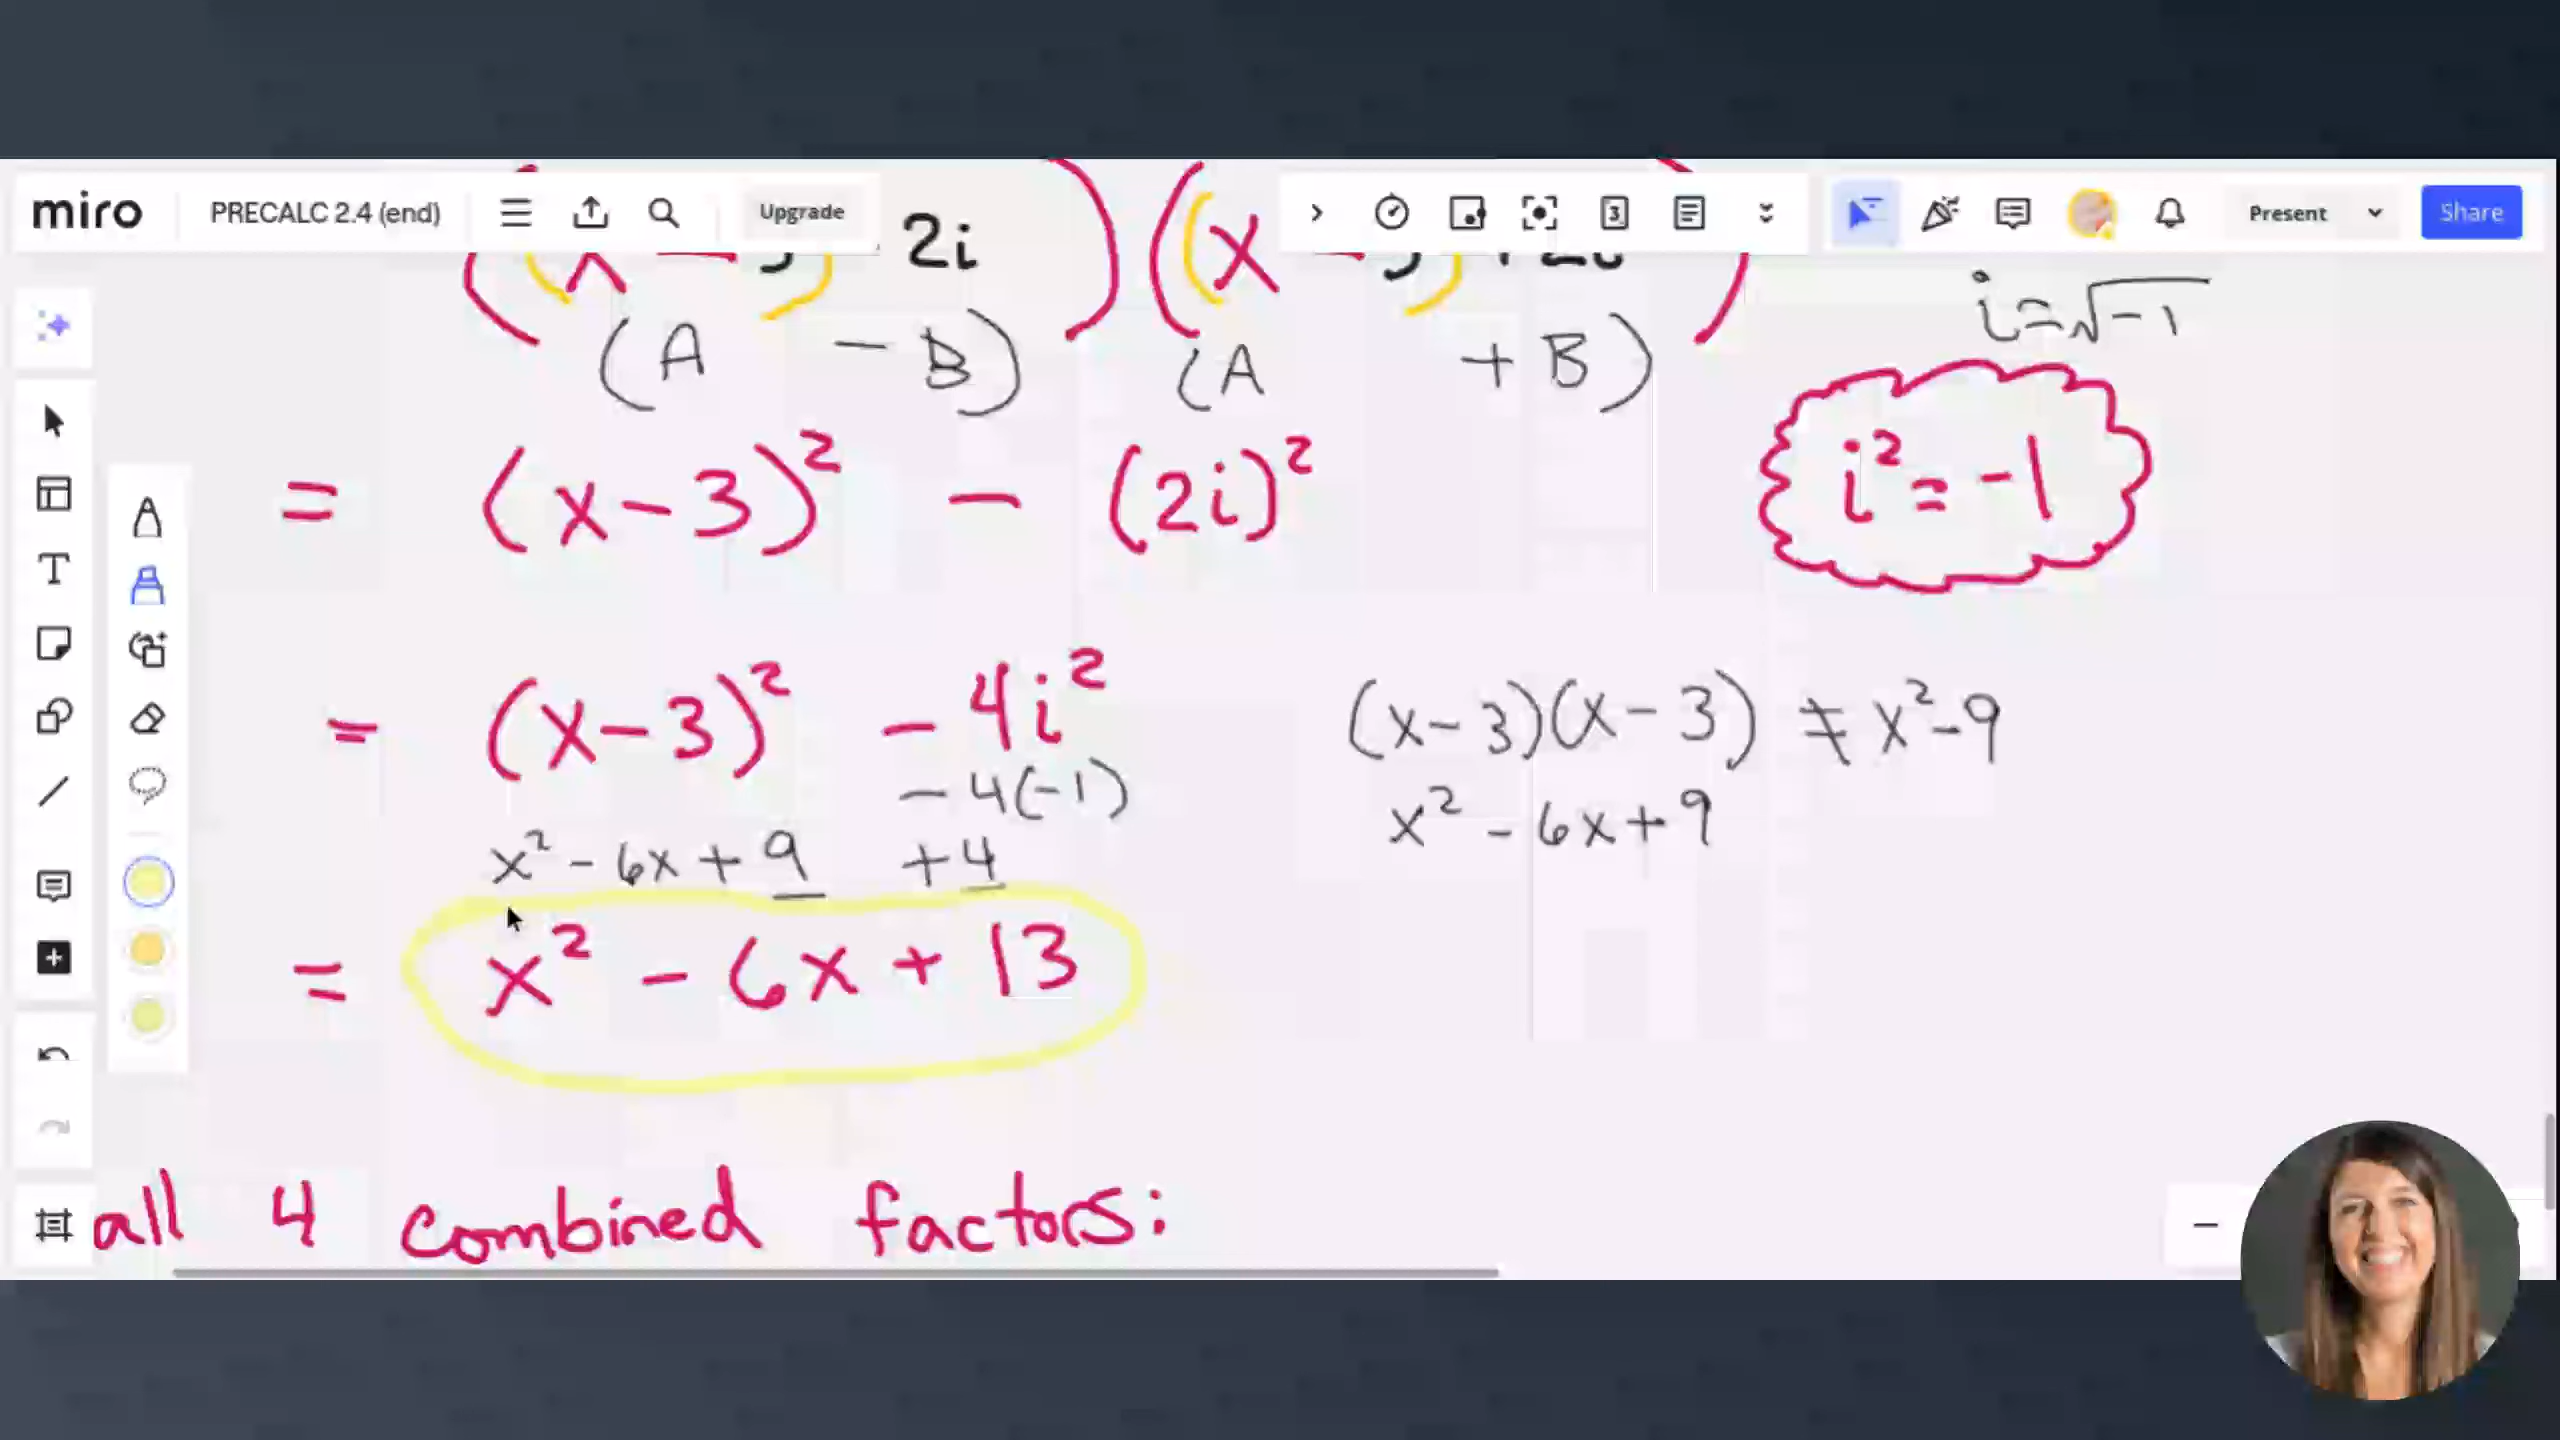 miro PRECALC 2.4 (end) Upgrade Present Share
2i (x
i=√-1
(A - B) (A + B)
= (x-3)² - (2i)²
i² = -1
= (x-3)² - 4i²
(x-3)(x-3) ≠ x²-9
-4(-1)
x² - 6x + 9
x² - 6x + 9 + 4
= x² - 6x + 13
all 4 combined factors: